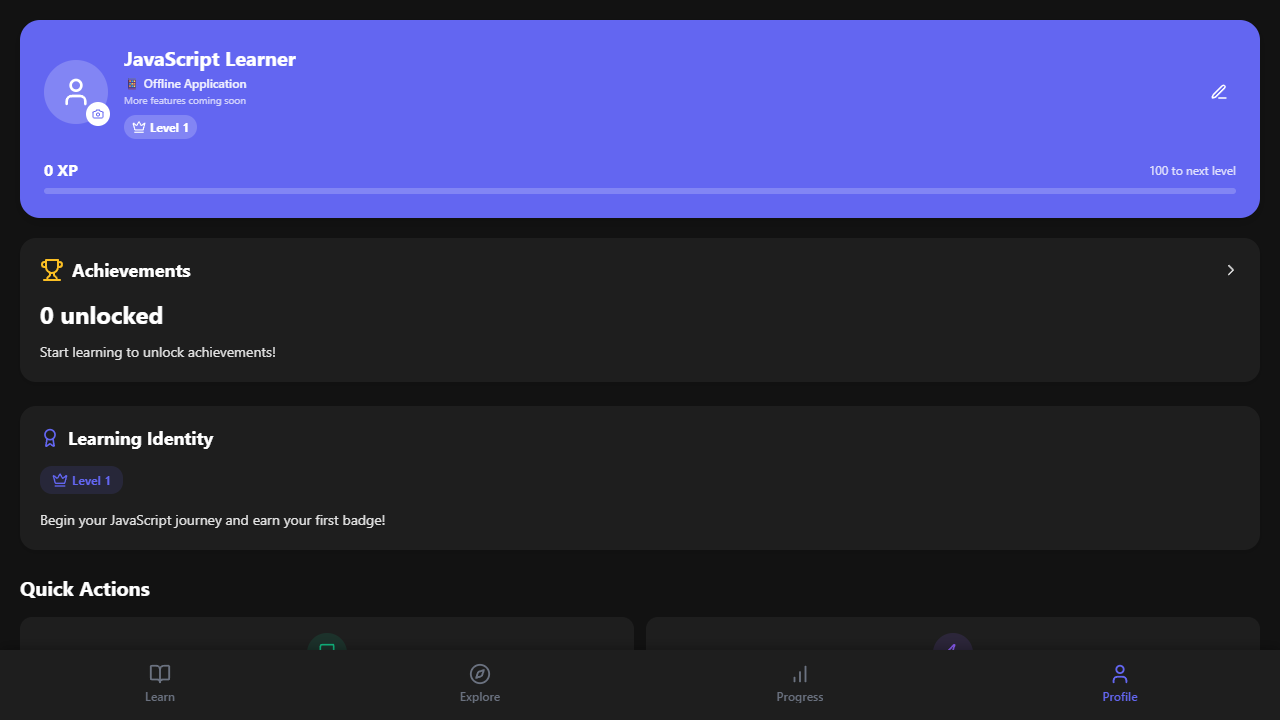 JavaScript Learner
Offline Application
More features coming soon
Level 1
0 XP
100 to next level
Achievements
0 unlocked
Start learning to unlock achievements!
Learning Identity
Level 1
Begin your JavaScript journey and earn your first badge!
Quick Actions
Learn
Explore
Progress
Profile